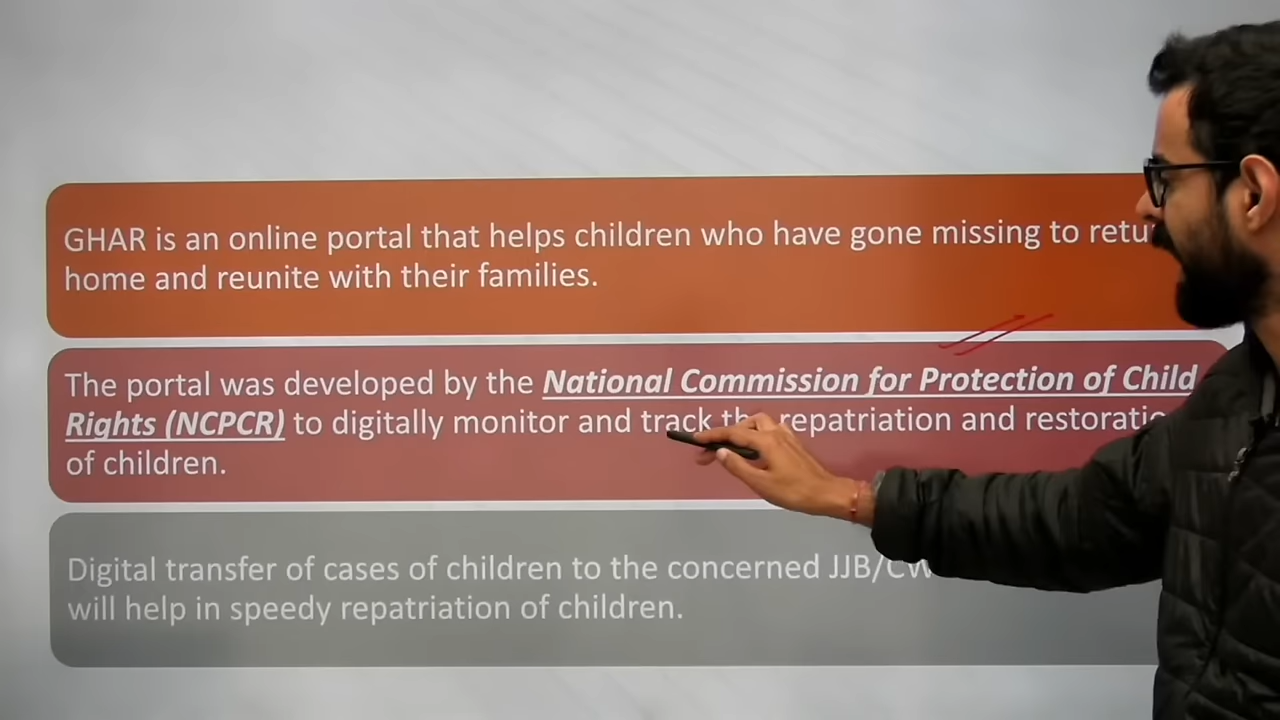 GHAR is an online portal that helps children who have gone missing to
home and reunite with their families.
The portal was developed by the National Commission for Protection of Child
Rights (NCPCR) to digitally monitor and track repatriation and
of children.
Digital transfer of cases of children to the concerned
will help in speedy repatriation of children.